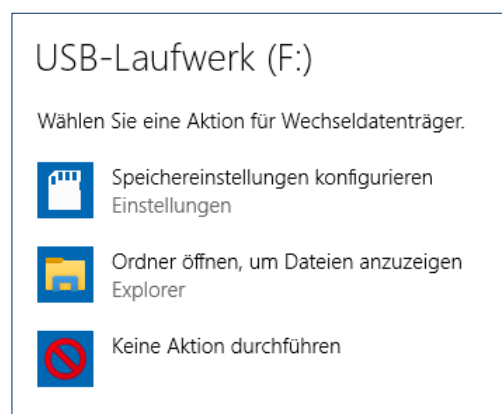 USB-Laufwerk (F:)
Wählen Sie eine Aktion für Wechseldatenträger.
Speichereinstellungen konfigurieren
Einstellungen
Ordner öffnen, um Dateien anzuzeigen
Explorer
Keine Aktion durchführen